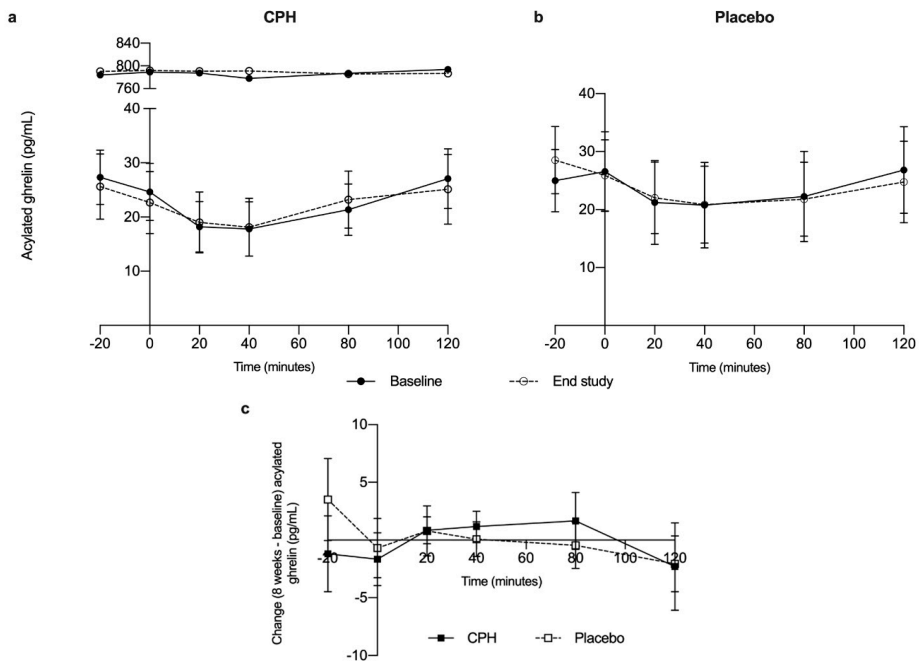 a
CPH
b
Placebo
840
800
760
40
30
20
10
Acylated ghrelin (pg/mL)
-20 0 20 40 60 80 100 120
Time (minutes)
40
30
20
10
-20 0 20 40 60 80 100 120
Time (minutes)
Baseline
End study
c
10
5
-5
-10
Change (8 weeks - baseline) acylated
ghrelin (pg/mL)
-20 20 40 60 80 100 120
Time (minutes)
CPH
Placebo